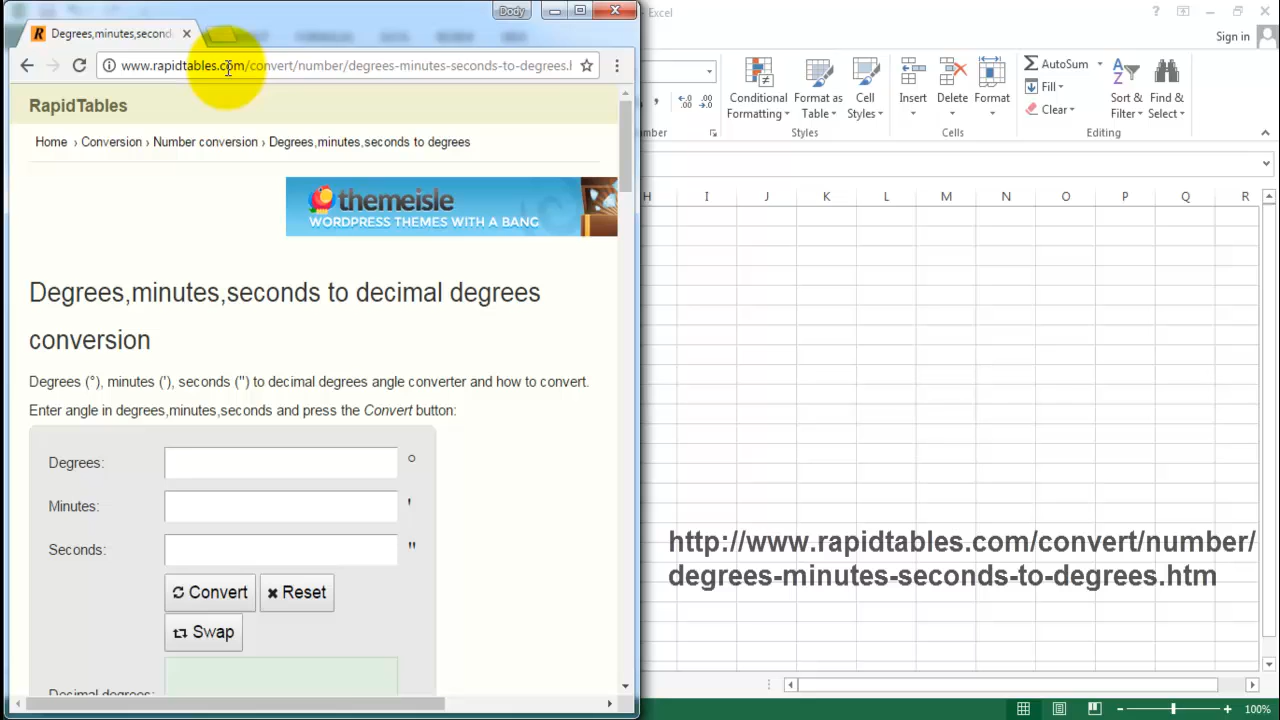 Dody
Degrees,minutes,second
www.rapidtables.com/convert/number/degrees-minutes-seconds-to-degrees.h
RapidTables
Home › Conversion › Number conversion › Degrees,minutes,seconds to degrees
themeisle
WORDPRESS THEMES WITH A BANG
Degrees,minutes,seconds to decimal degrees
conversion
Degrees (°), minutes ('), seconds (") to decimal degrees angle converter and how to convert.
Enter angle in degrees,minutes,seconds and press the Convert button:
Degrees: °
Minutes: '
Seconds: "
Convert Reset
Swap
Decimal degrees:
Excel
Sign in
Conditional Formatting
Format as Table
Cell Styles
Insert
Delete
Format
AutoSum
Fill
Clear
Sort & Filter
Find & Select
mber
Styles
Cells
Editing
H I J K L M N O P Q R
http://www.rapidtables.com/convert/number/
degrees-minutes-seconds-to-degrees.htm
100%